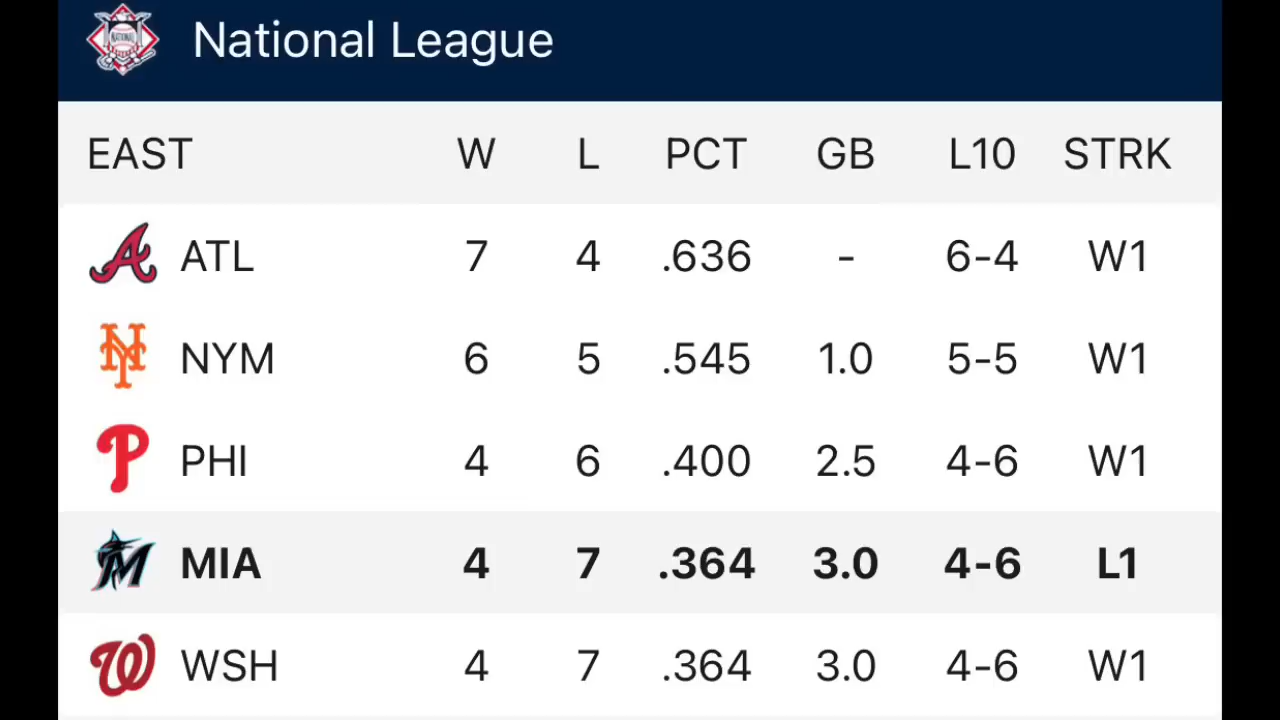 National League
EAST W L PCT GB L10 STRK
ATL 7 4 .636 - 6-4 W1
NYM 6 5 .545 1.0 5-5 W1
PHI 4 6 .400 2.5 4-6 W1
MIA 4 7 .364 3.0 4-6 L1
WSH 4 7 .364 3.0 4-6 W1